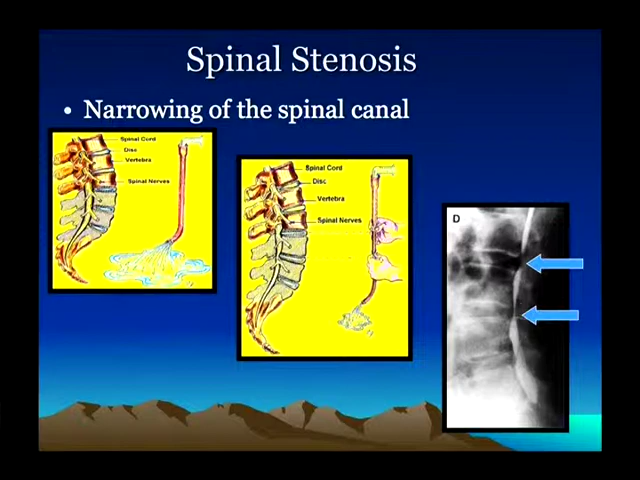 Spinal Stenosis
• Narrowing of the spinal canal
Spinal Cord
Disc
Vertebra
Spinal Nerves
Spinal Cord
Disc
Vertebra
Spinal Nerves
D